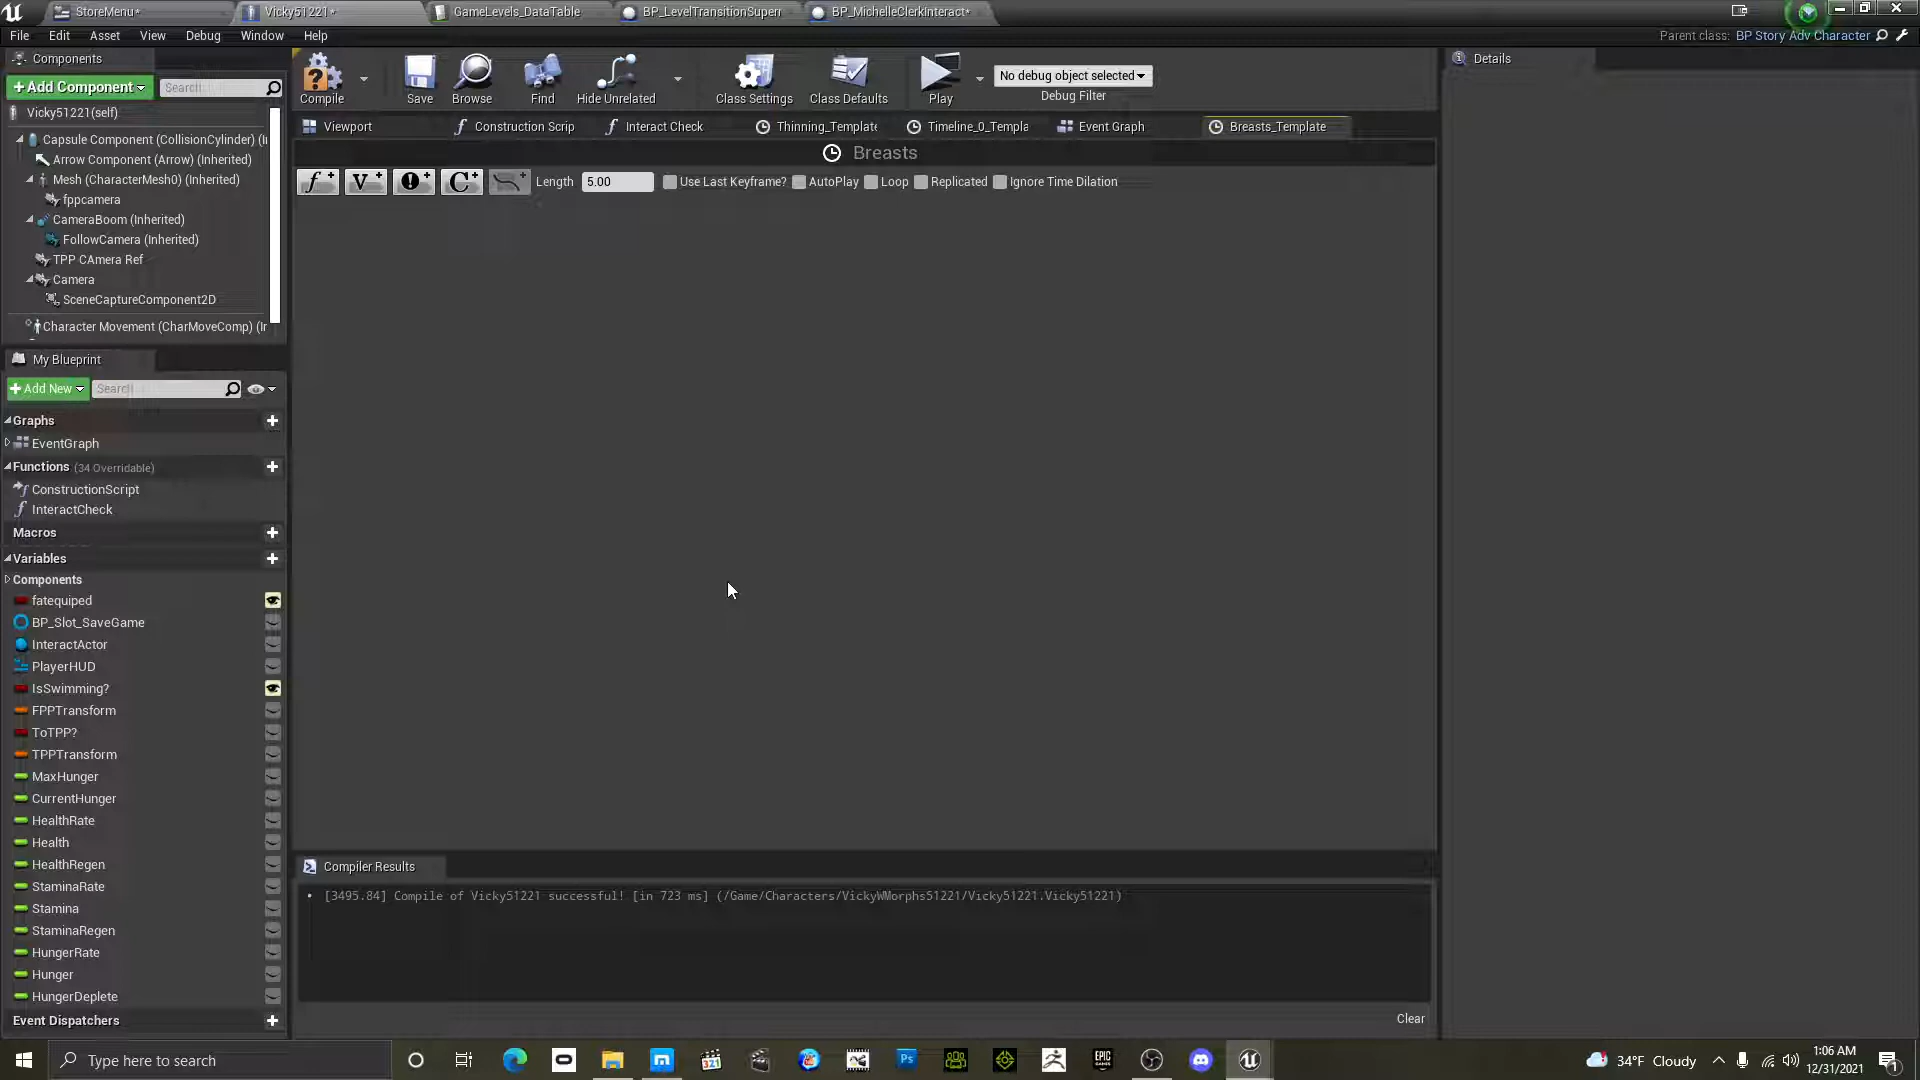 StoreMenu*
Vicky51221*
GameLevels_DataTable
BP_LevelTransitionSuper
BP_MichelleClerkInteract*
File Edit Asset View Debug Window Help
Parent class: BP Story Adv Character
Components
+Add Component
Search
Vicky51221(self)
Capsule Component (CollisionCylinder) (I
Arrow Component (Arrow) (Inherited)
Mesh (CharacterMesh0) (Inherited)
fppcamera
CameraBoom (Inherited)
FollowCamera (Inherited)
TPP CAmera Ref
Camera
SceneCaptureComponent2D
Character Movement (CharMoveComp) (Ir
My Blueprint
+Add New
Search
Graphs
EventGraph
Functions (34 Overridable)
ConstructionScript
InteractCheck
Macros
Variables
Components
fatequiped
BP_Slot_SaveGame
InteractActor
PlayerHUD
IsSwimming?
FPPTransform
ToTPP?
TPPTransform
MaxHunger
CurrentHunger
HealthRate
Health
HealthRegen
StaminaRate
Stamina
StaminaRegen
HungerRate
Hunger
HungerDeplete
Event Dispatchers
Compile
Save
Browse
Find
Hide Unrelated
Class Settings
Class Defaults
Play
No debug object selected
Debug Filter
Viewport
Construction Scrip
Interact Check
Thinning_Template
Timeline_0_Templa
Event Graph
Breasts_Template
Breasts
f+ V+ C+ Length 5.00 Use Last Keyframe? AutoPlay Loop Replicated Ignore Time Dilation
Compiler Results
• [3495.84] Compile of Vicky51221 successful! [in 723 ms] (/Game/Characters/VickyWMorphs51221/Vicky51221.Vicky51221)
Clear
Details
Type here to search
321
Ps
EPIC GAMES
34°F Cloudy
1:06 AM
12/31/2021
1